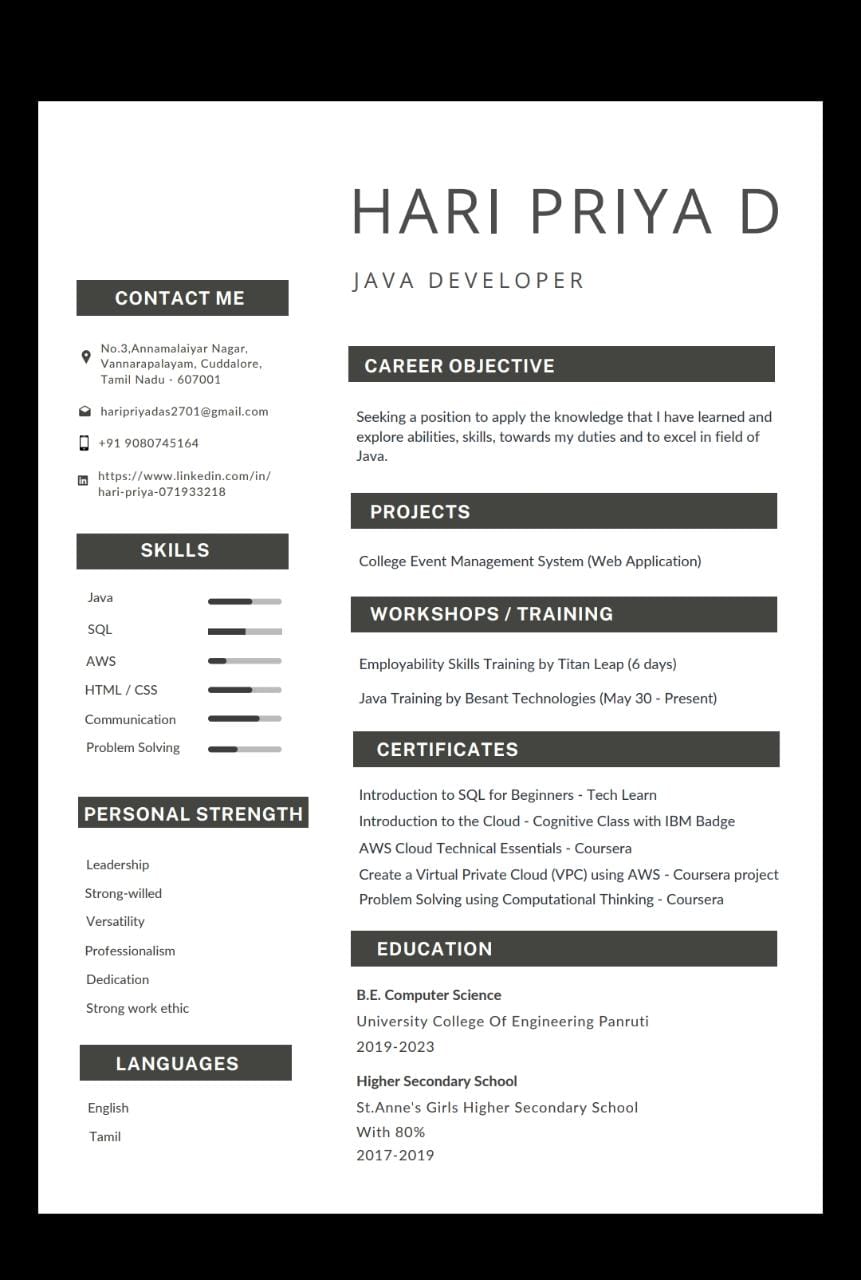 HARI PRIYA D
JAVA DEVELOPER
CONTACT ME
No.3,Annamalaiyar Nagar,
Vannarapalayam, Cuddalore,
Tamil Nadu - 607001
haripriyadas2701@gmail.com
+91 9080745164
https://www.linkedin.com/in/
hari-priya-071933218
SKILLS
Java
SQL
AWS
HTML / CSS
Communication
Problem Solving
PERSONAL STRENGTH
Leadership
Strong-willed
Versatility
Professionalism
Dedication
Strong work ethic
LANGUAGES
English
Tamil
CAREER OBJECTIVE
Seeking a position to apply the knowledge that I have learned and
explore abilities, skills, towards my duties and to excel in field of
Java.
PROJECTS
College Event Management System (Web Application)
WORKSHOPS / TRAINING
Employability Skills Training by Titan Leap (6 days)
Java Training by Besant Technologies (May 30 - Present)
CERTIFICATES
Introduction to SQL for Beginners - Tech Learn
Introduction to the Cloud - Cognitive Class with IBM Badge
AWS Cloud Technical Essentials - Coursera
Create a Virtual Private Cloud (VPC) using AWS - Coursera project
Problem Solving using Computational Thinking - Coursera
EDUCATION
B.E. Computer Science
University College Of Engineering Panruti
2019-2023
Higher Secondary School
St.Anne's Girls Higher Secondary School
With 80%
2017-2019